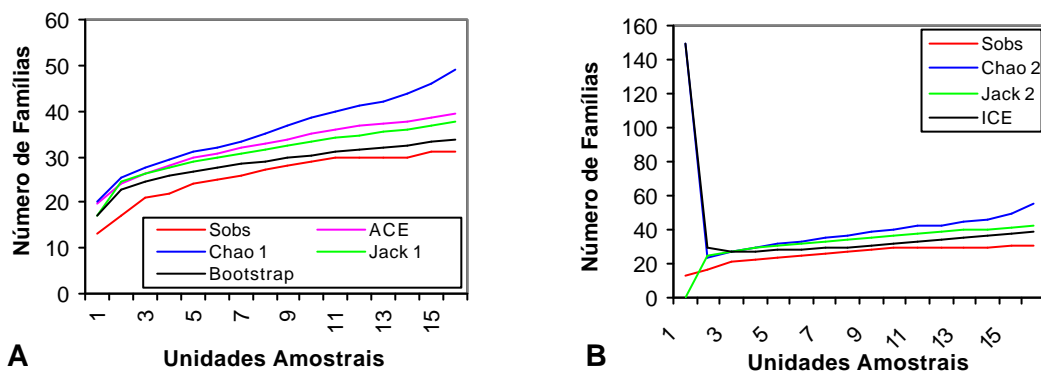 60
50
40
30
20
10
0
Número de Famílias
Sobs
ACE
Chao 1
Jack 1
Bootstrap
1
3
5
7
9
11
13
15
Unidades Amostrais
A
160
140
120
100
80
60
40
20
0
Número de Famílias
Sobs
Chao 2
Jack 2
ICE
1
3
5
7
9
11
13
15
Unidades Amostrais
B